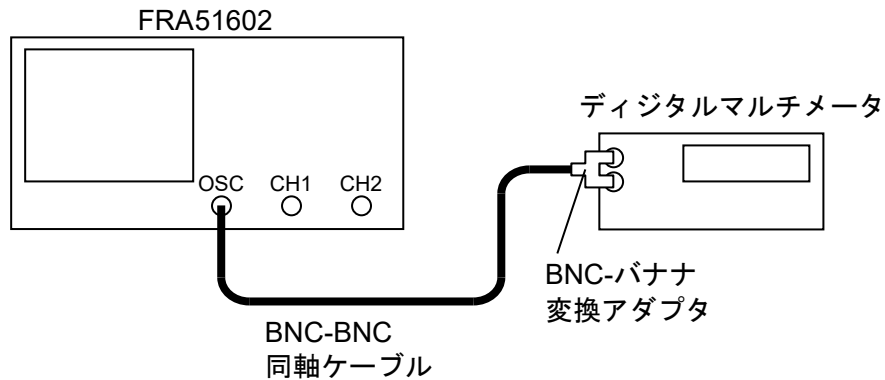 FRA51602
ディジタルマルチメータ
OSC
CH1
CH2
BNC-バナナ
変換アダプタ
BNC-BNC
同軸ケーブル